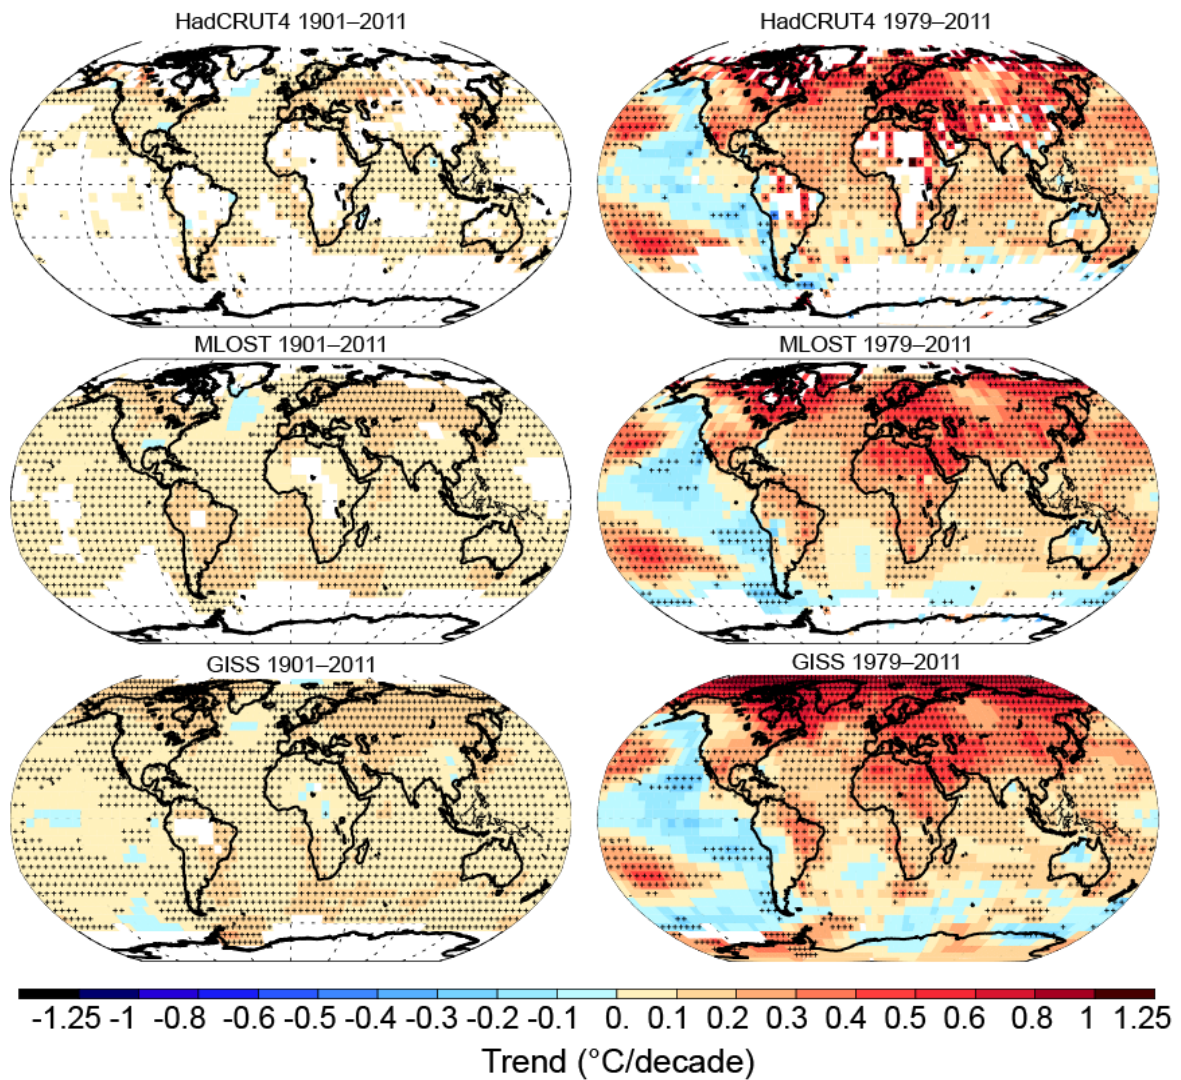 HadCRUT4 1901–2011
HadCRUT4 1979–2011
MLOST 1901–2011
MLOST 1979–2011
GISS 1901–2011
GISS 1979–2011
-1.25 -1 -0.8 -0.6 -0.5 -0.4 -0.3 -0.2 -0.1 0. 0.1 0.2 0.3 0.4 0.5 0.6 0.8 1 1.25
Trend (°C/decade)